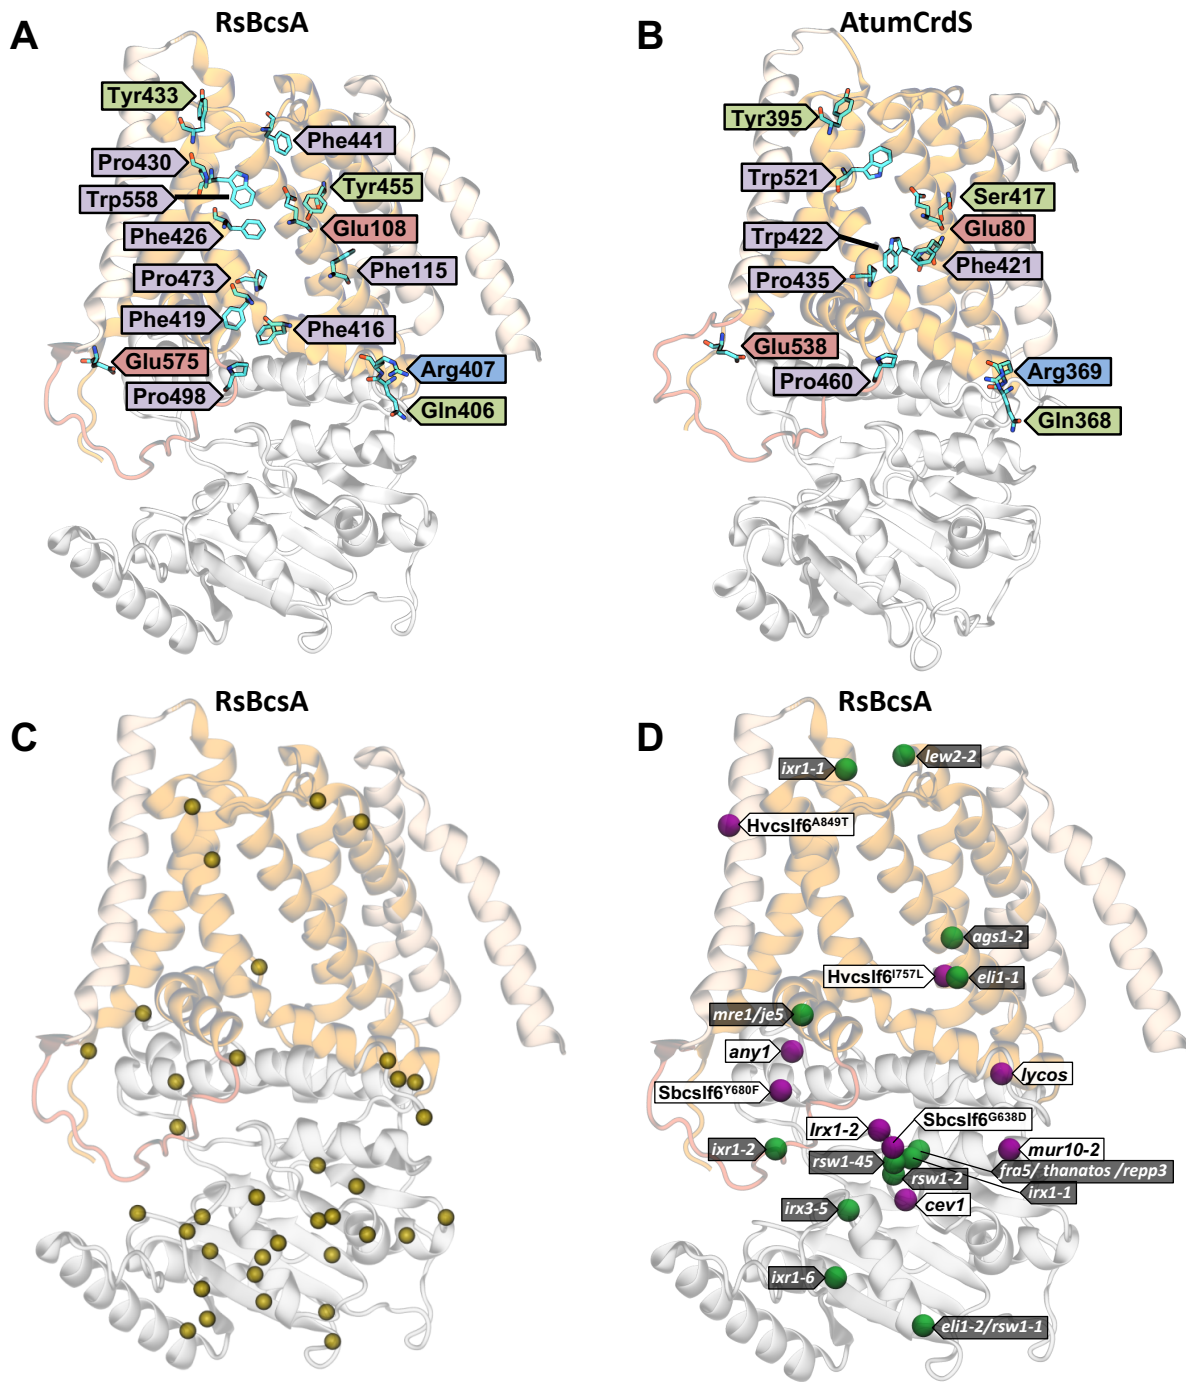 RsBcsA
A
Tyr433
Phe441
Pro430
Tyr455
Trp558
Glu108
Phe426
Phe115
Pro473
Phe419
Phe416
Glu575
Arg407
Pro498
Gln406
AtumCrdS
B
Tyr395
Trp521
Ser417
Glu80
Trp422
Phe421
Pro435
Glu538
Arg369
Pro460
Gln368
RsBcsA
C
RsBcsA
D
lew2-2
ixr1-1
Hvcslf6A849T
ags1-2
Hvcslf6I757L
eli1-1
mre1/je5
any1
lycos
Sbcslf6Y680F
Sbcslf6G638D
lrx1-2
ixr1-2
mur10-2
rsw1-45
fra5/ thanatos /repp3
rsw1-2
irx1-1
cev1
irx3-5
ixr1-6
eli1-2/rsw1-1